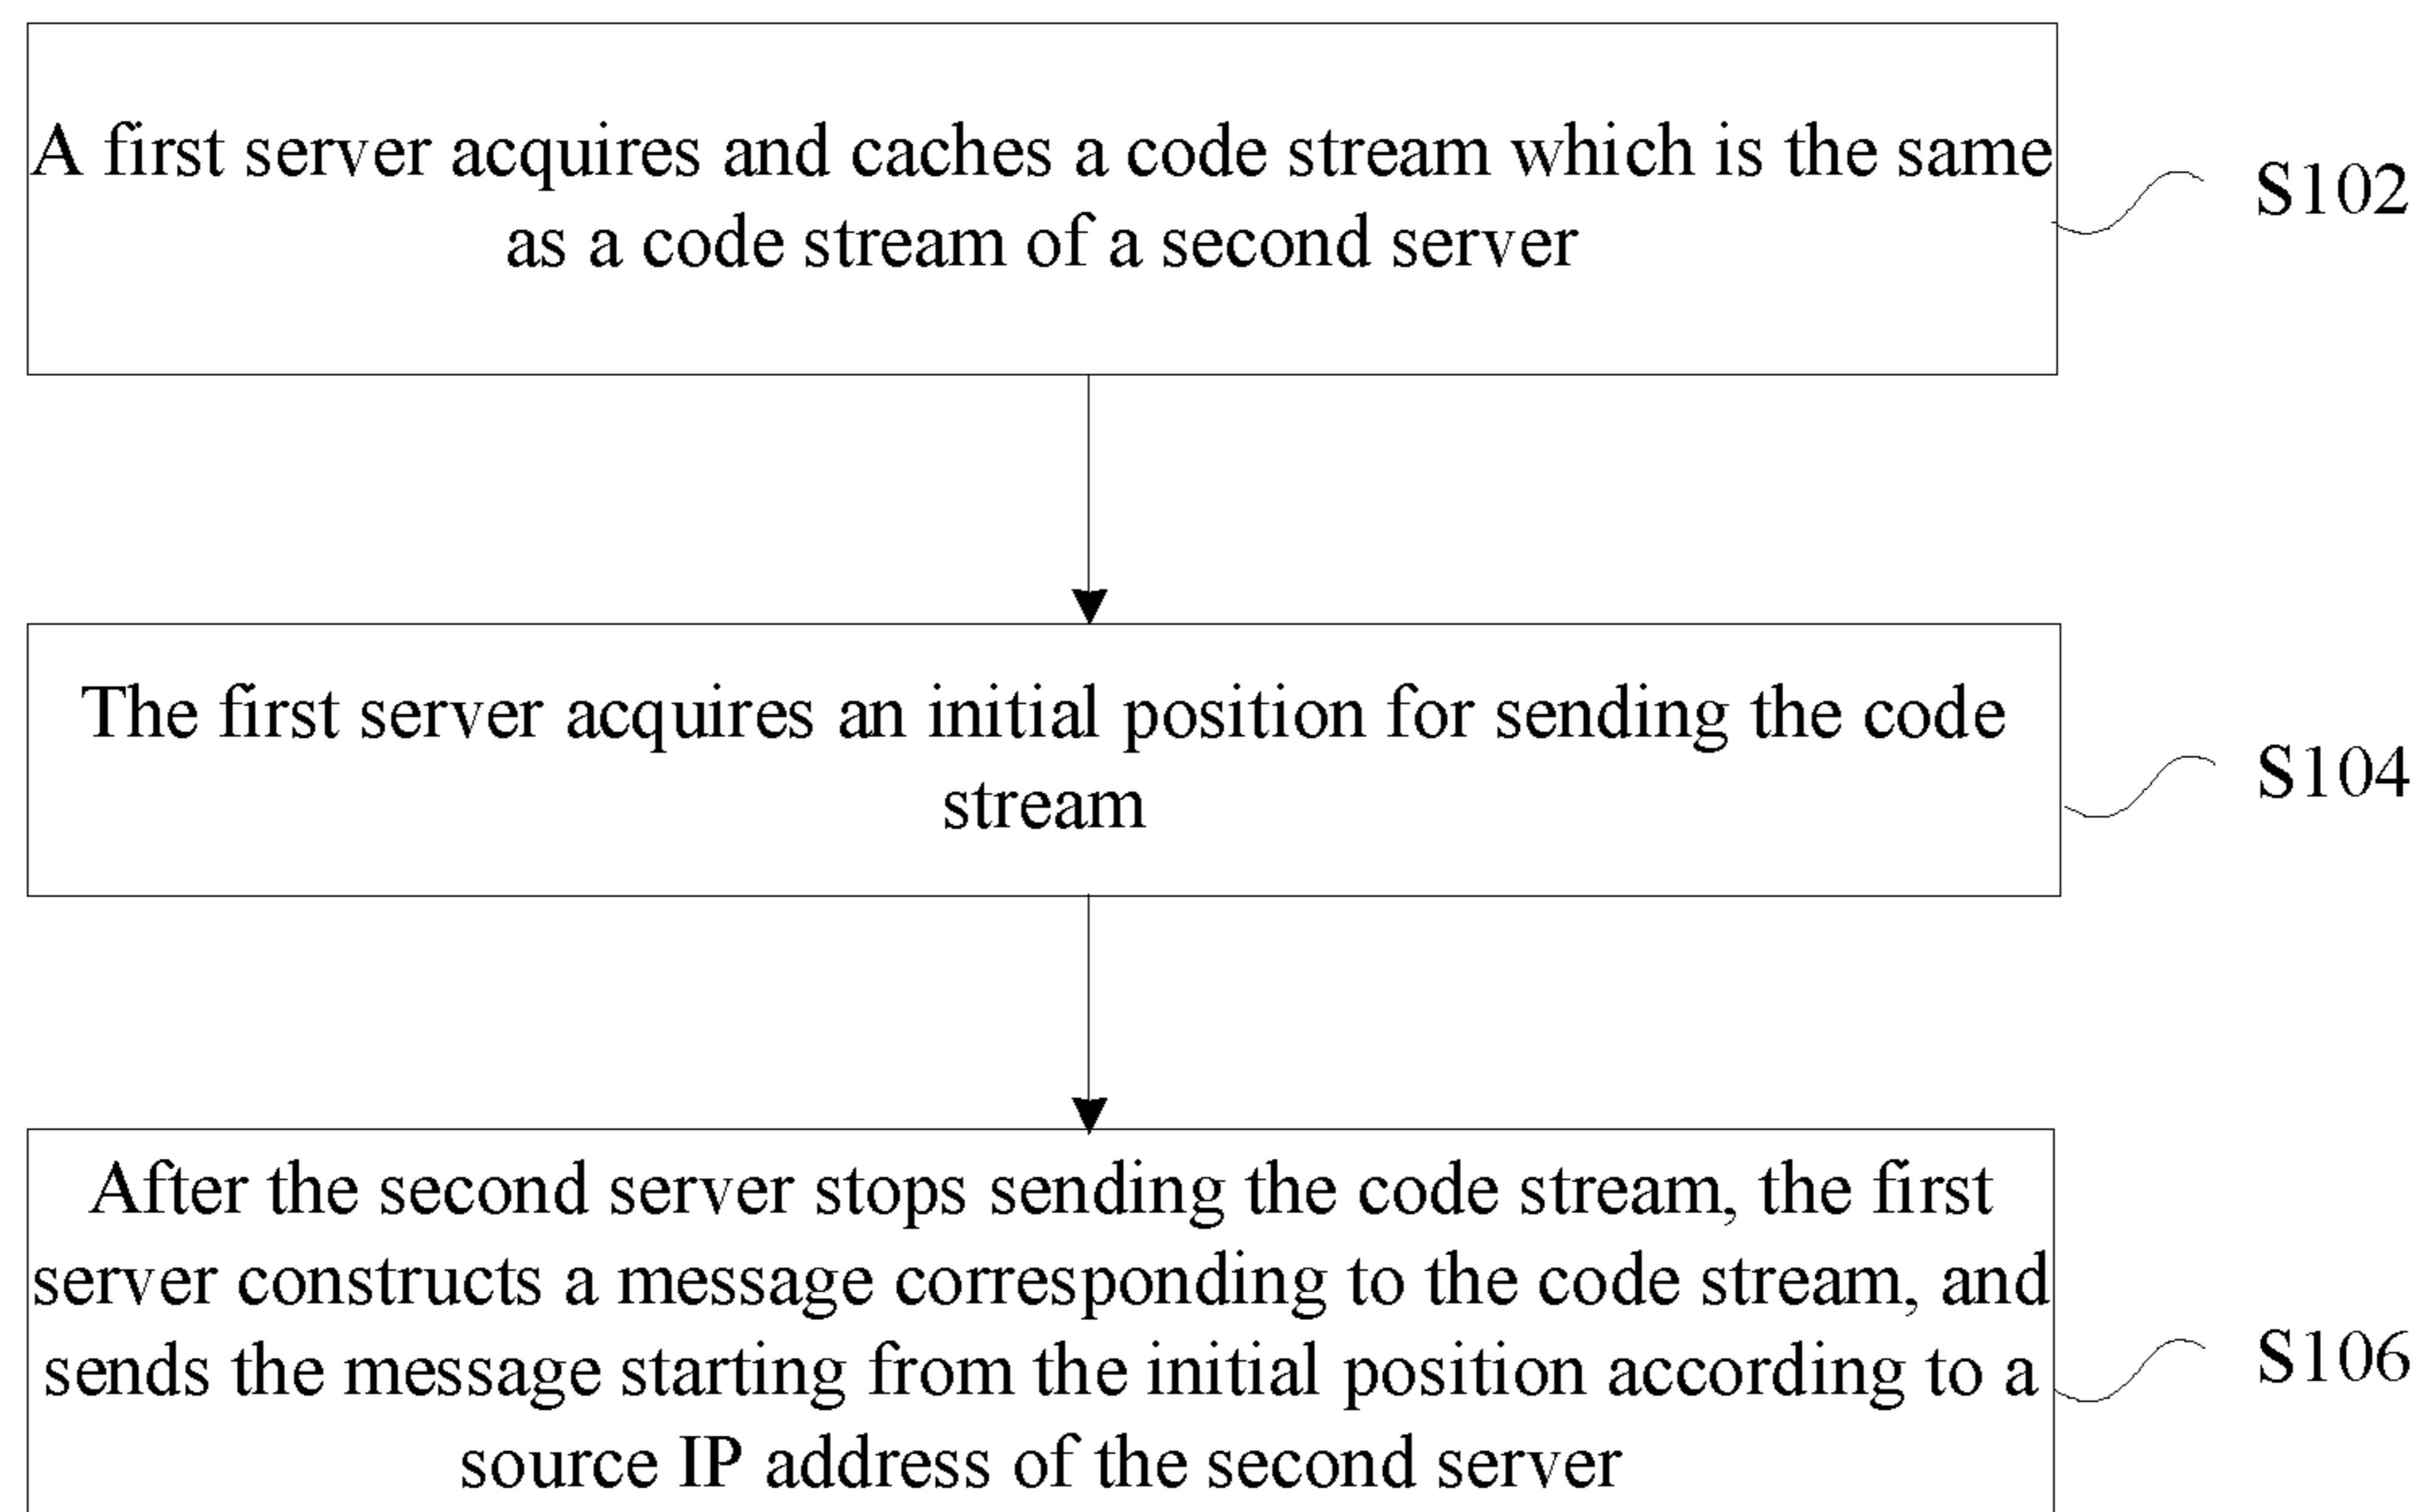 A first server acquires and caches a code stream which is the same
as a code stream of a second server
S102
The first server acquires an initial position for sending the code
stream
S104
After the second server stops sending the code stream, the first
server constructs a message corresponding to the code stream, and
sends the message starting from the initial position according to a
source IP address of the second server
S106